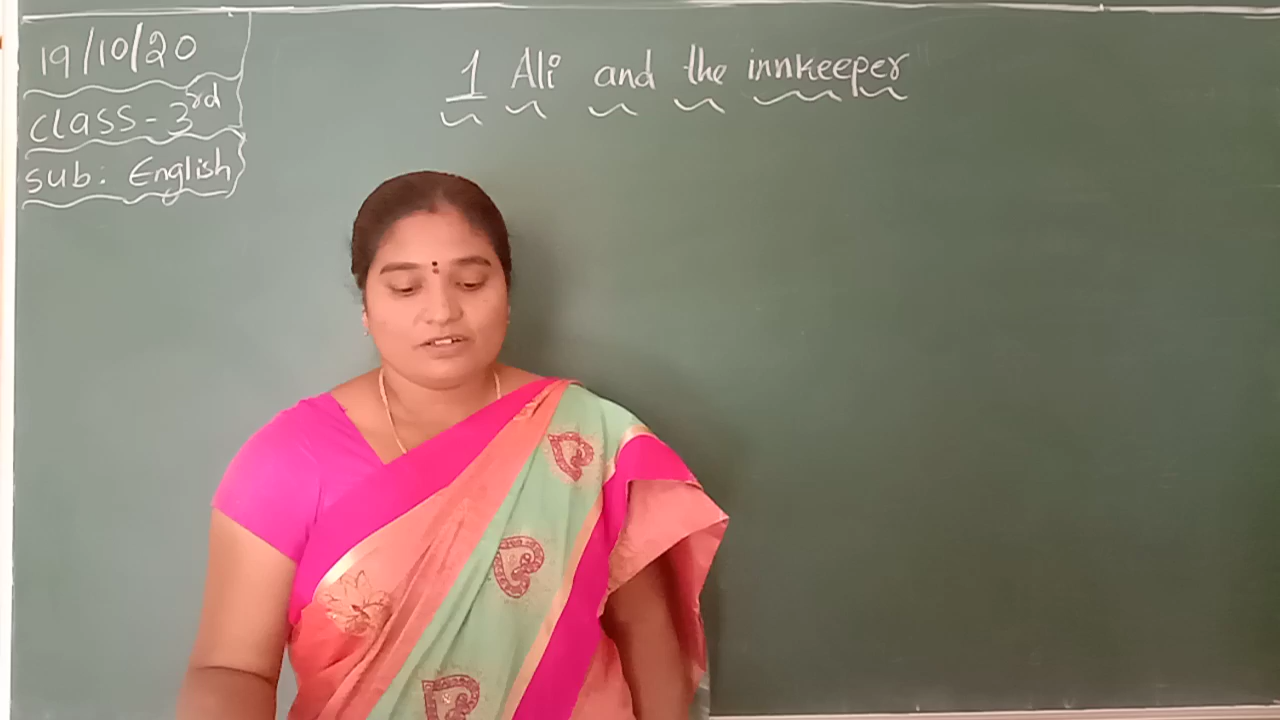 19/10/20
class-3rd
sub: English
1 Ali and the innkeeper